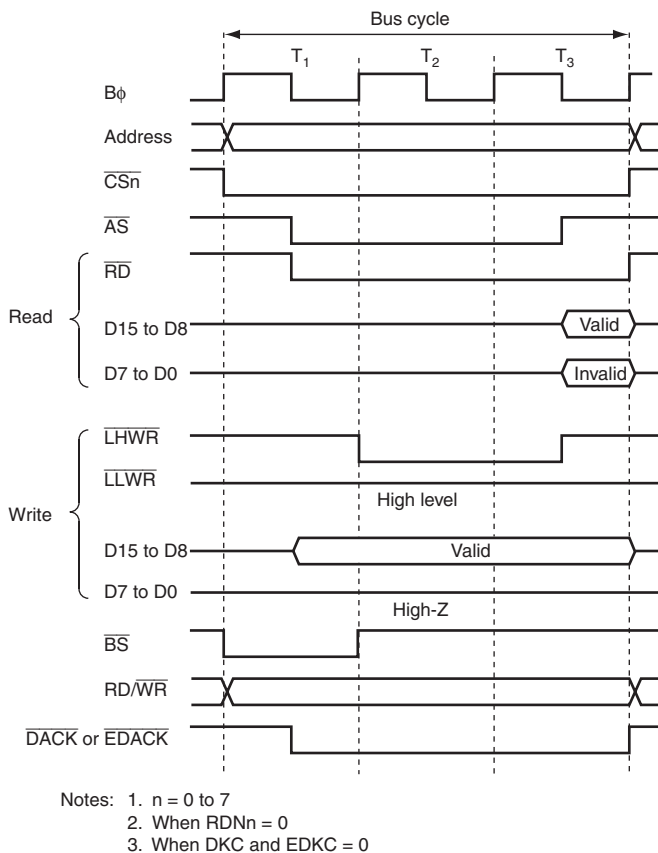 Bus cycle
T1 T2 T3
Bϕ
Address
CSn
AS
Read
RD
D15 to D8 Valid
D7 to D0 Invalid
Write
LHWR
LLWR
High level
D15 to D8 Valid
D7 to D0
High-Z
BS
RD/WR
DACK or EDACK
Notes: 1. n = 0 to 7
2. When RDNn = 0
3. When DKC and EDKC = 0